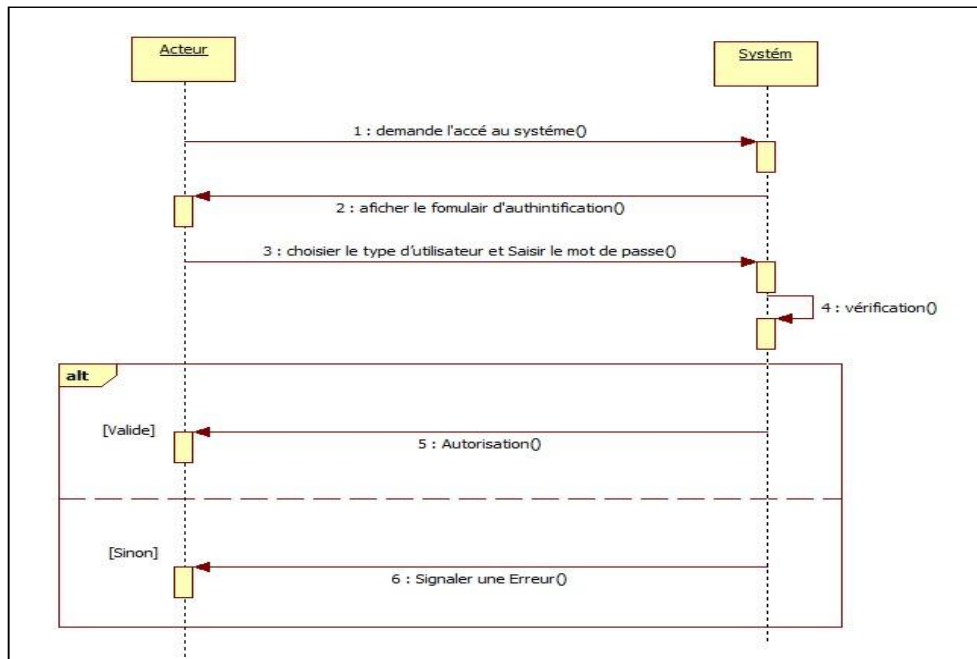 Acteur
Systém
1 : demande l'accé au systéme()
2 : aficher le fomulair d'authintification()
3 : choisier le type d'utilisateur et Saisir le mot de passe()
4 : vérification()
alt
[Valide]
5 : Autorisation()
[Sinon]
6 : Signaler une Erreur()